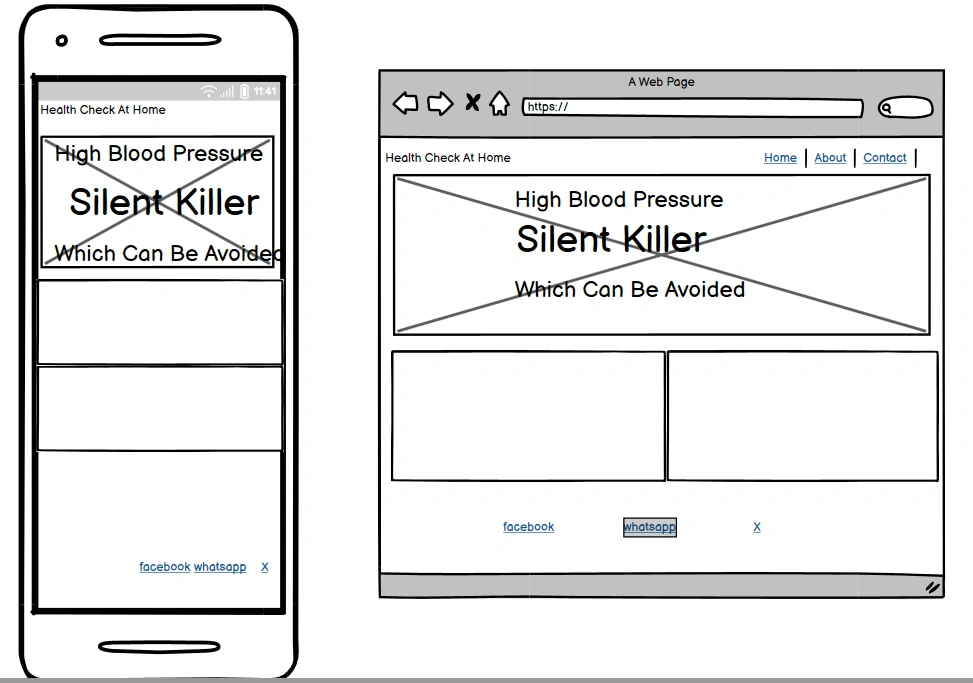 11:41
Health Check At Home
High Blood Pressure
Silent Killer
Which Can Be Avoided
facebook whatsapp X
A Web Page
https://
Health Check At Home Home About Contact
High Blood Pressure
Silent Killer
Which Can Be Avoided
facebook whatsapp X